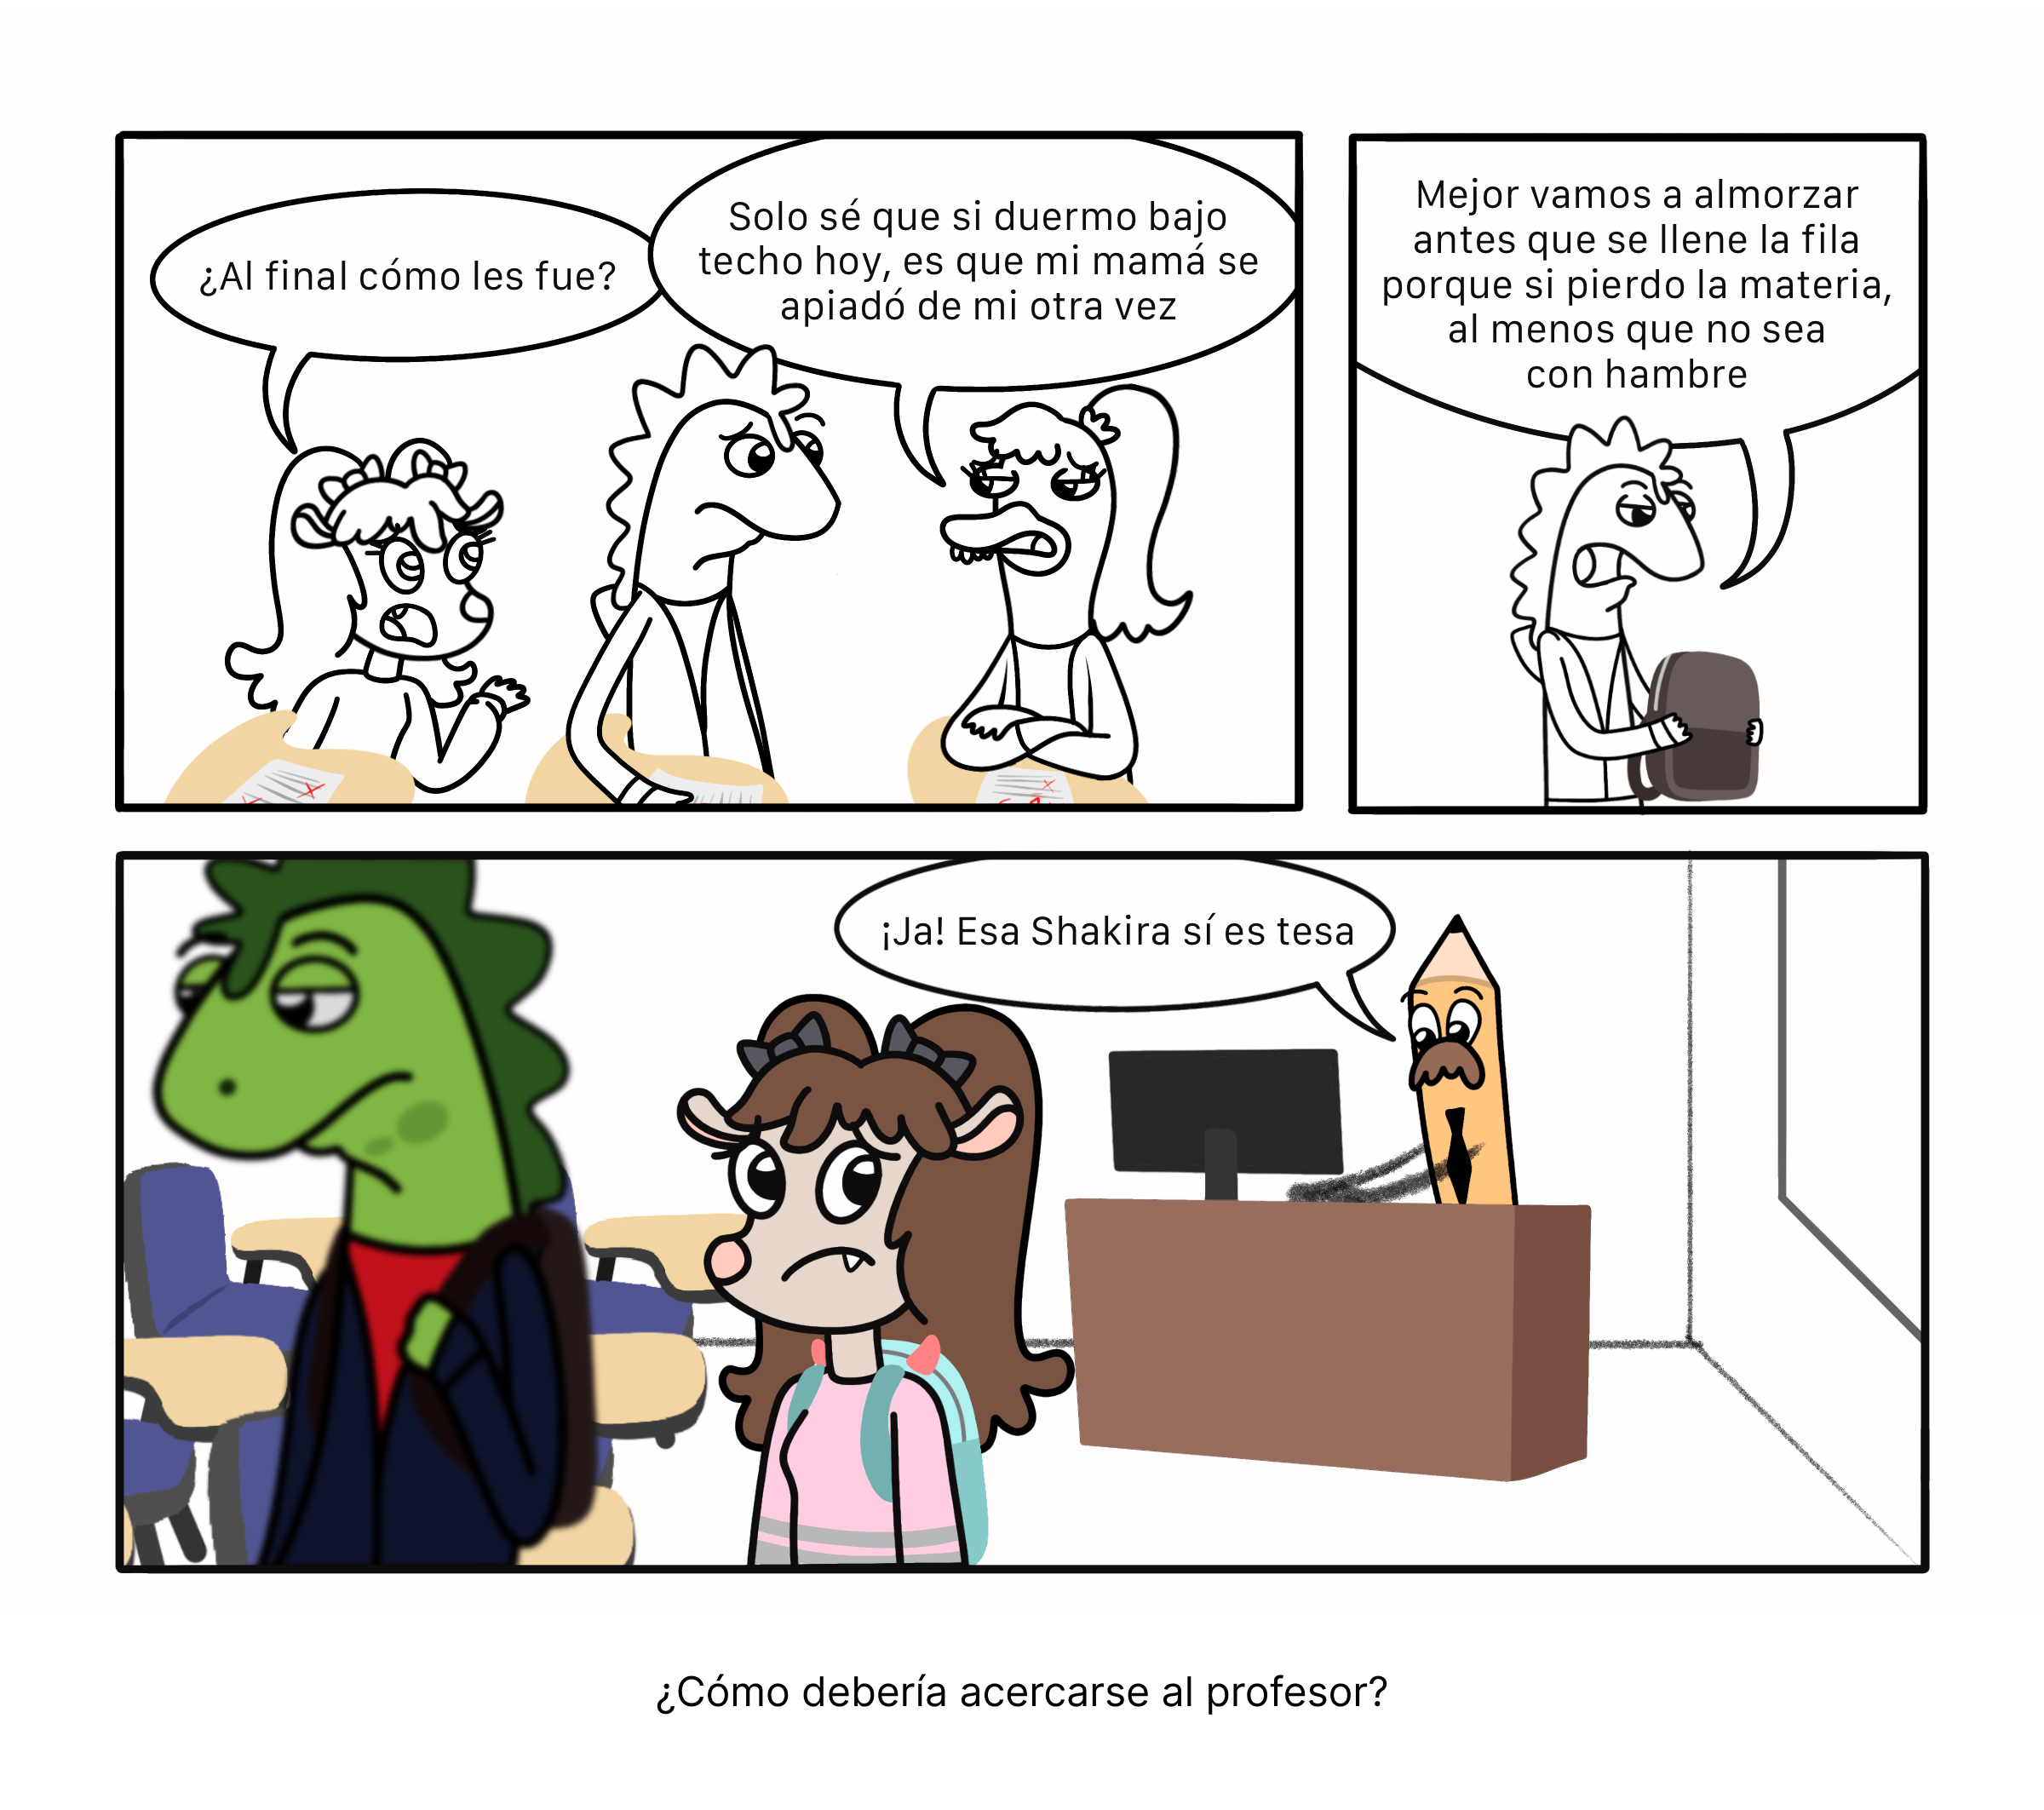 ¿Al final cómo les fue?
Solo sé que si duermo bajo
techo hoy, es que mi mamá se
apiadó de mi otra vez
Mejor vamos a almorzar
antes que se llene la fila
porque si pierdo la materia,
al menos que no sea
con hambre
¡Ja! Esa Shakira sí es tesa
¿Cómo debería acercarse al profesor?